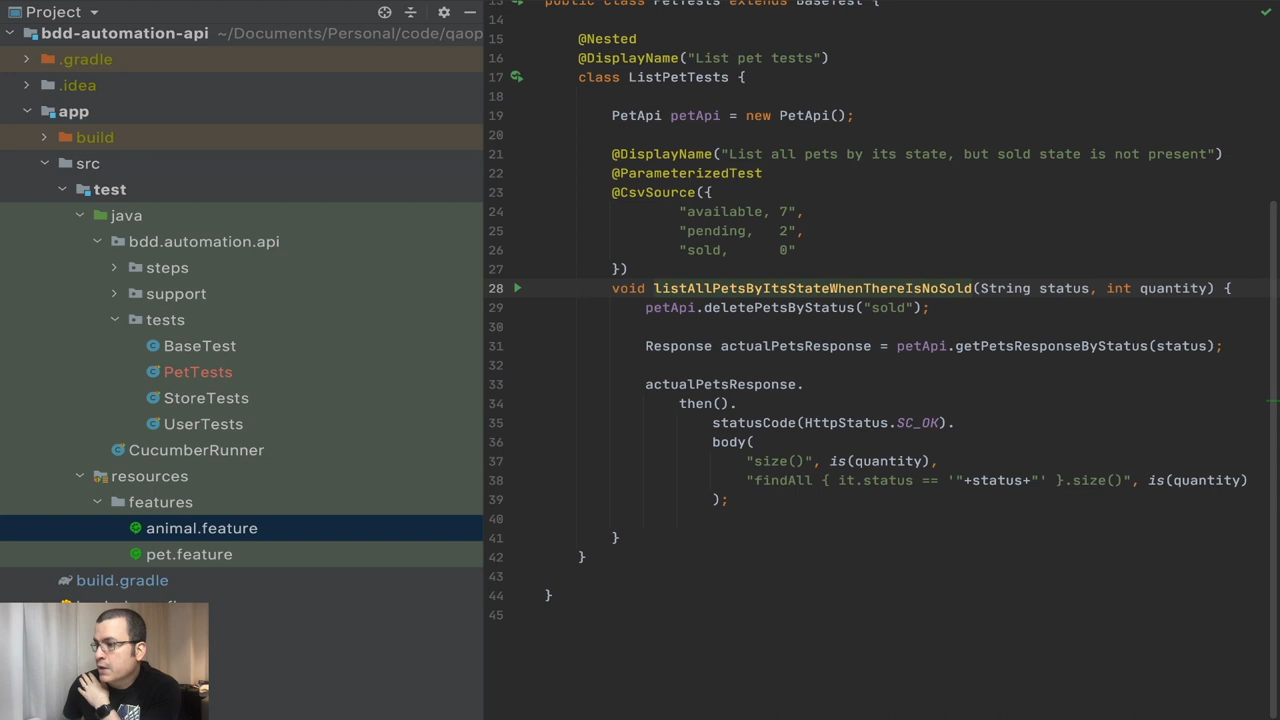 Project
bdd-automation-api ~/Documents/Personal/code/qaop
.gradle
.idea
app
build
src
test
java
bdd.automation.api
steps
support
tests
BaseTest
PetTests
StoreTests
UserTests
CucumberRunner
resources
features
animal.feature
pet.feature
build.gradle
13 public class PetTests extends BaseTest {
14
15 @Nested
16 @DisplayName("List pet tests")
17 class ListPetTests {
18
19 PetApi petApi = new PetApi();
20
21 @DisplayName("List all pets by its state, but sold state is not present")
22 @ParameterizedTest
23 @CsvSource({
24 "available, 7",
25 "pending, 2",
26 "sold, 0"
27 })
28 void listAllPetsByItsStateWhenThereIsNoSold(String status, int quantity) {
29 petApi.deletePetsByStatus("sold");
30
31 Response actualPetsResponse = petApi.getPetsResponseByStatus(status);
32
33 actualPetsResponse.
34 then().
35 statusCode(HttpStatus.SC_OK).
36 body(
37 "size()", is(quantity),
38 "findAll { it.status == '"+status+"' }.size()", is(quantity)
39 );
40
41 }
42 }
43
44 }
45